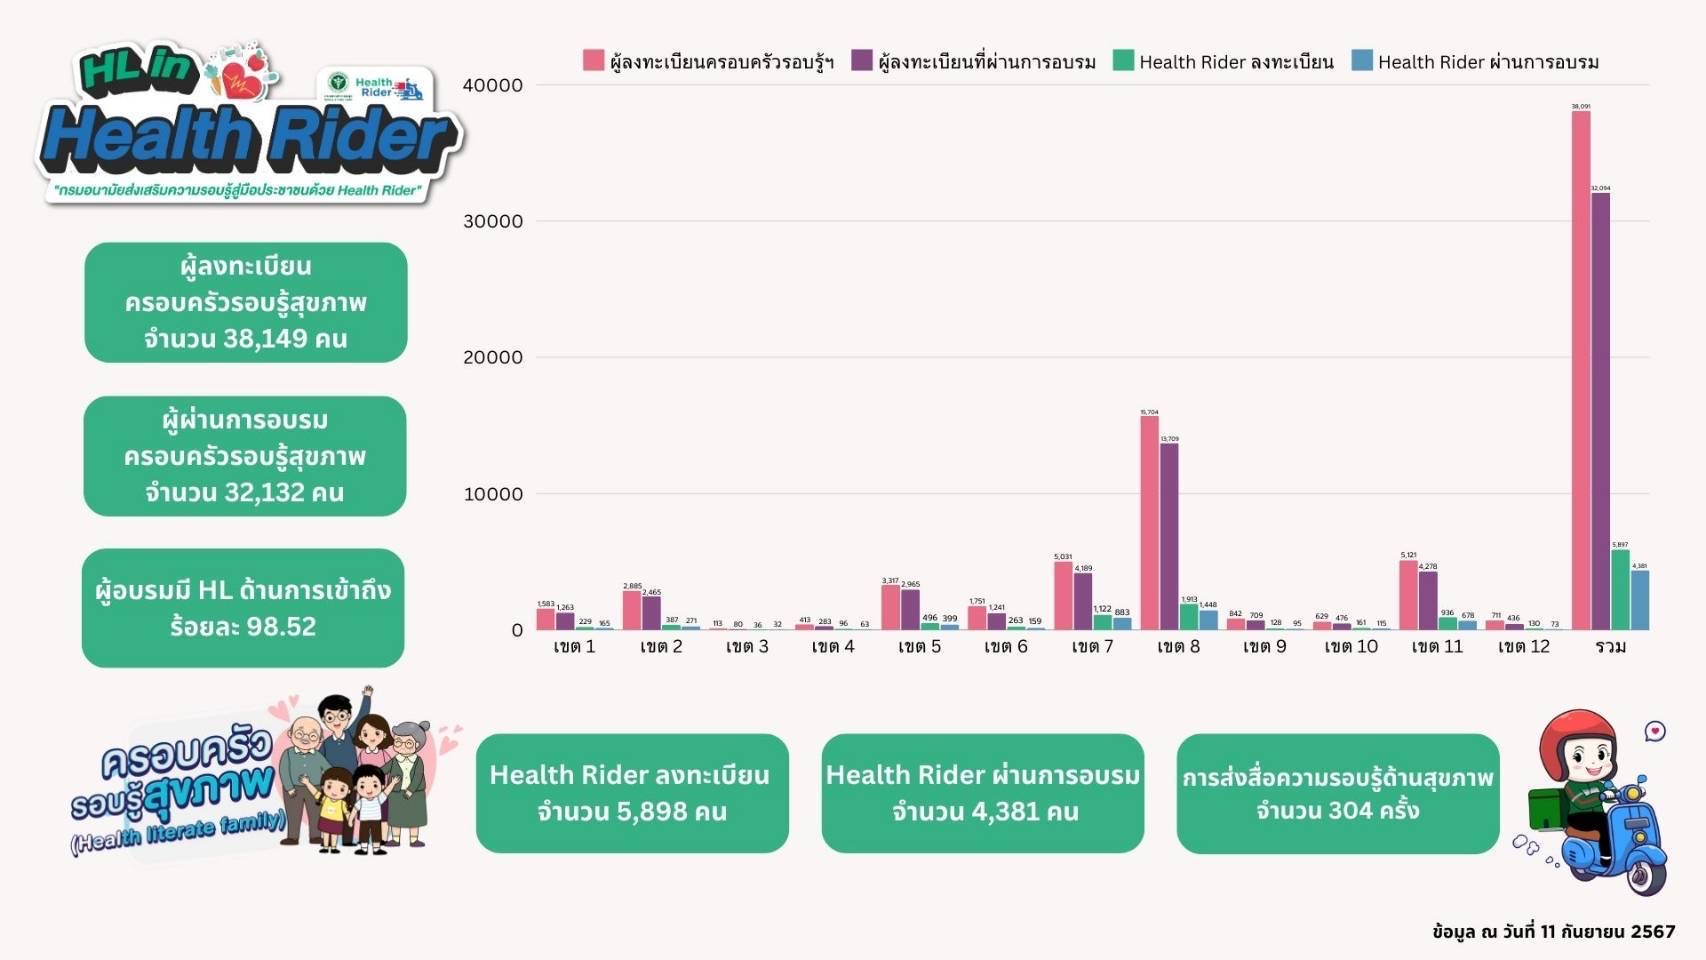 HL in
Health Rider
Health
Rider
"กรมอนามัยส่งเสริมความรอบรู้สู่มือประชาชนด้วย Health Rider"
ผู้ลงทะเบียน
ครอบครัวรอบรู้สุขภาพ
จำนวน 38,149 คน
ผู้ผ่านการอบรม
ครอบครัวรอบรู้สุขภาพ
จำนวน 32,132 คน
ผู้อบรมมี HL ด้านการเข้าถึง
ร้อยละ 98.52
ผู้ลงทะเบียนครอบครัวรอบรู้ฯ ผู้ลงทะเบียนที่ผ่านการอบรม Health Rider ลงทะเบียน Health Rider ผ่านการอบรม
40000
30000
20000
10000
0
1,583 1,263 229 165
2,885 2,465 387 271
113 80 36 32
413 283 96 63
3,317 2,965 496 399
1,751 1,241 263 159
5,031 4,189 1,122 883
15,704 13,709 1,913 1,448
842 709 128 95
629 476 161 115
5,121 4,278 936 678
711 436 130 73
38,091 32,094 5,897 4,381
เขต 1 เขต 2 เขต 3 เขต 4 เขต 5 เขต 6 เขต 7 เขต 8 เขต 9 เขต 10 เขต 11 เขต 12 รวม
ครอบครัว
รอบรู้สุขภาพ
(Health literate family)
Health Rider ลงทะเบียน
จำนวน 5,898 คน
Health Rider ผ่านการอบรม
จำนวน 4,381 คน
การส่งสื่อความรอบรู้ด้านสุขภาพ
จำนวน 304 ครั้ง
ข้อมูล ณ วันที่ 11 กันยายน 2567